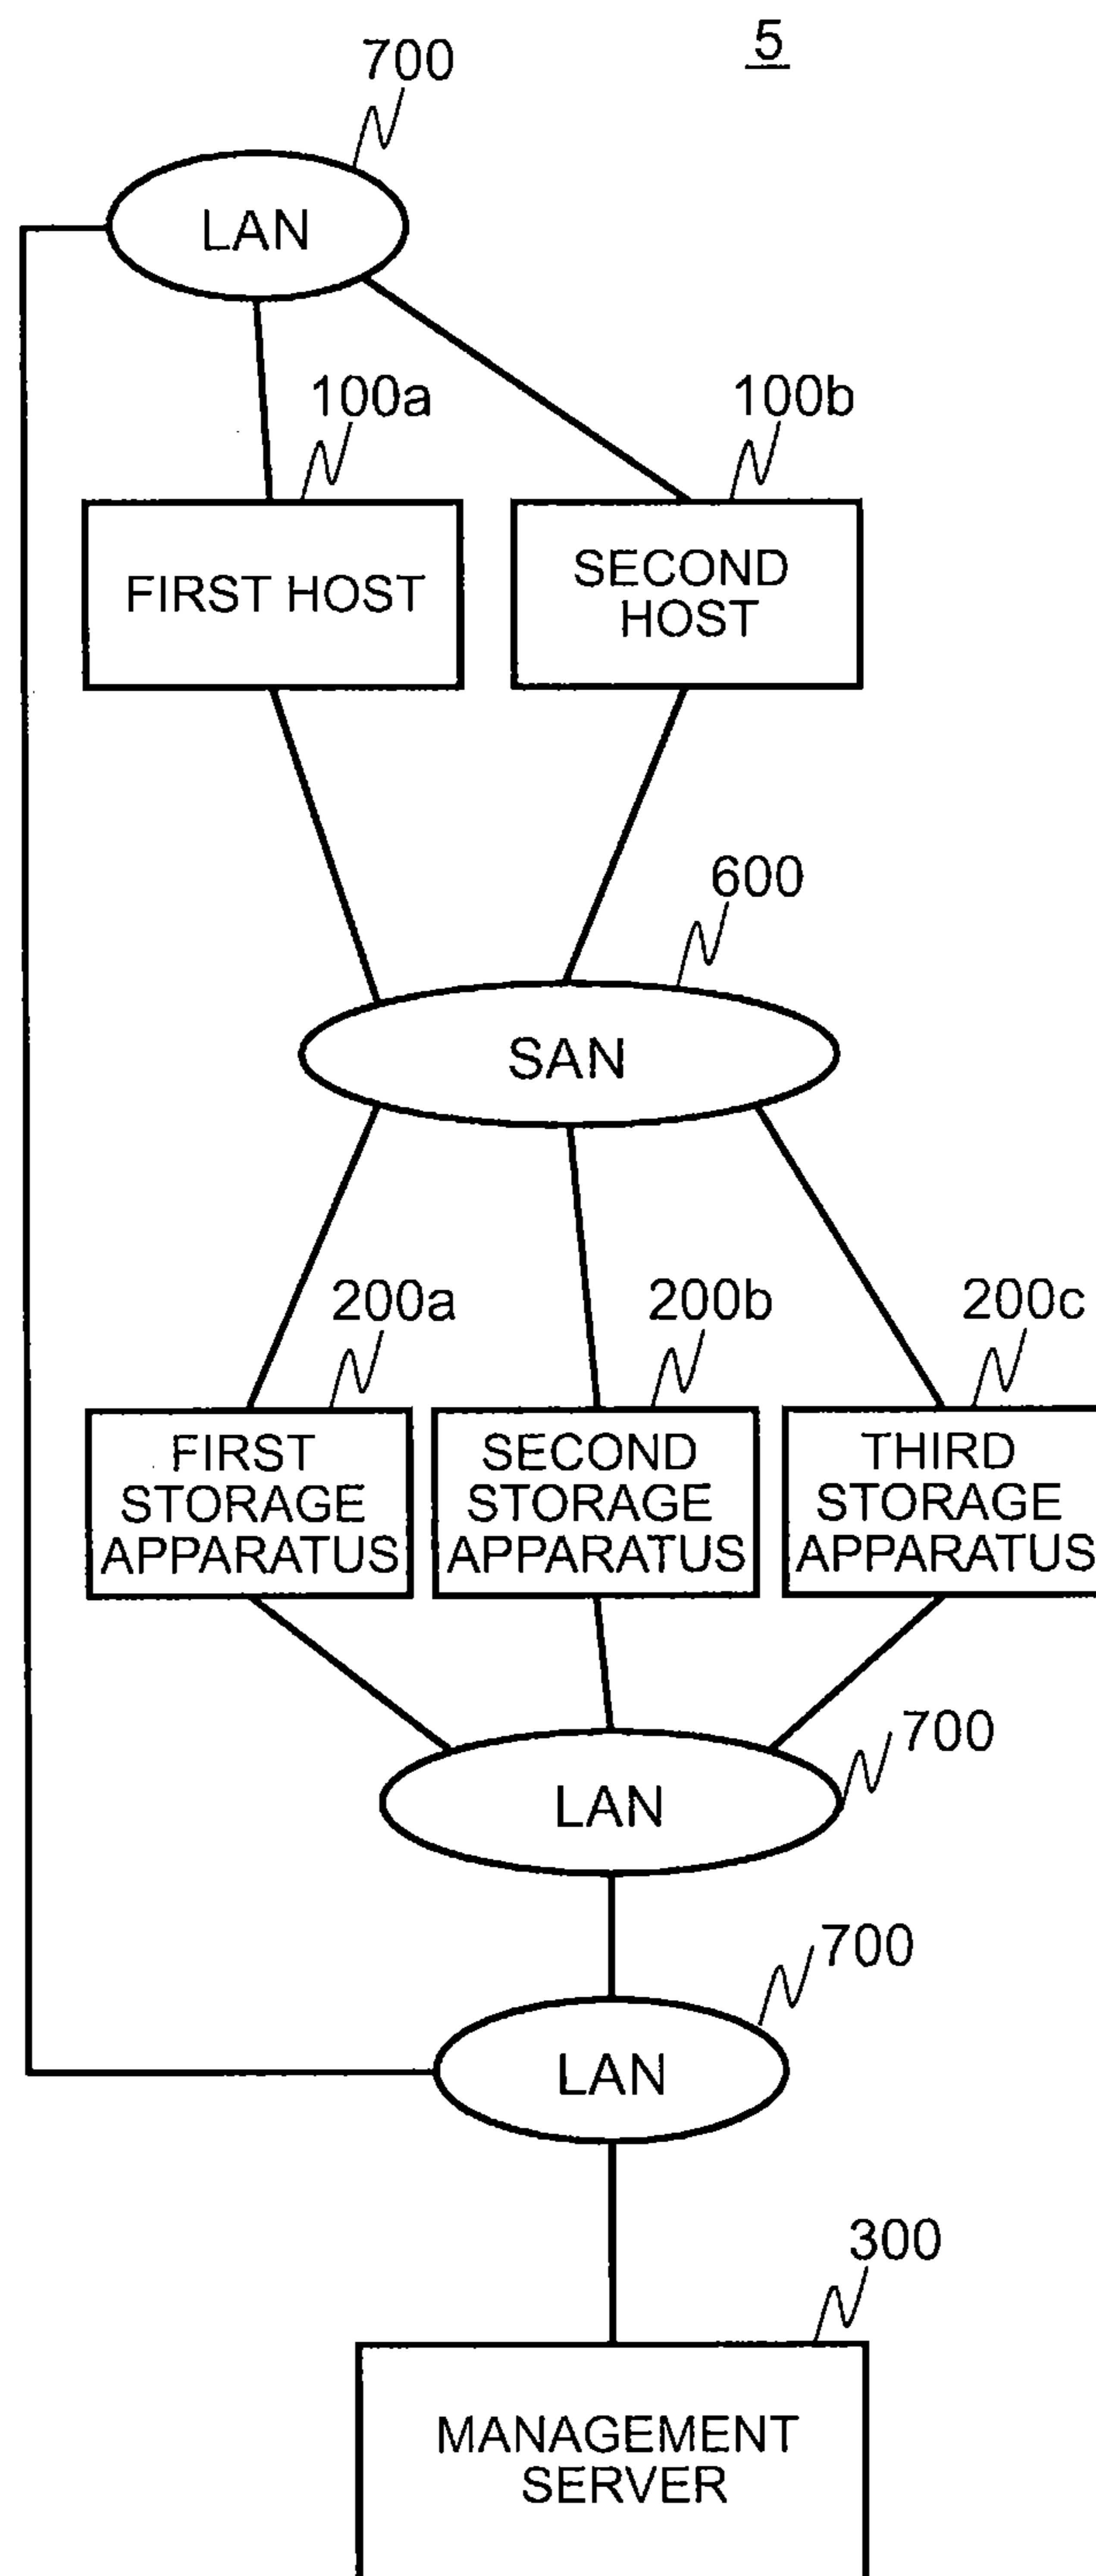 5
700
LAN
100a
100b
FIRST HOST
SECOND
HOST
600
SAN
200a
200b
200c
FIRST
STORAGE
APPARATUS
SECOND
STORAGE
APPARATUS
THIRD
STORAGE
APPARATUS
700
LAN
700
LAN
300
MANAGEMENT
SERVER